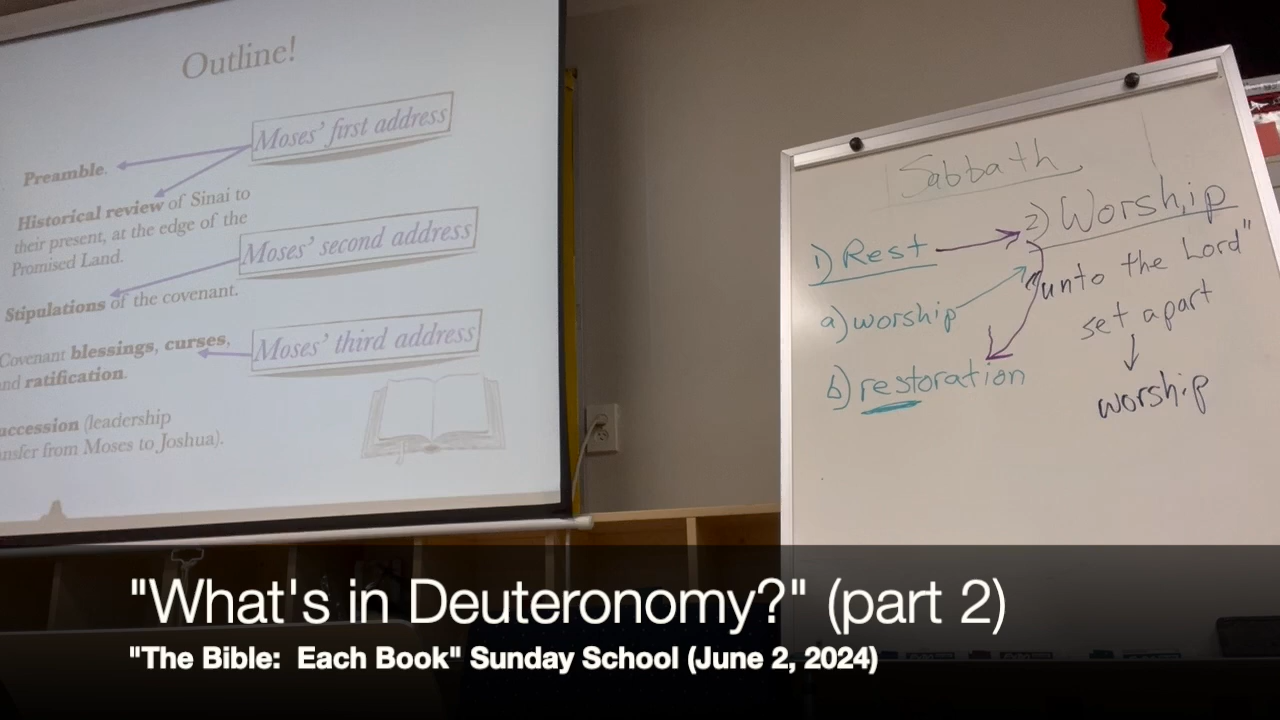 Outline!
Moses' first address
Preamble.
Historical review of Sinai to
their present, at the edge of the
Promised Land.
Moses' second address
Stipulations of the covenant.
Moses' third address
Covenant blessings, curses,
and ratification.
(leadership
from Moses to Joshua).
Sabbath
1) Rest
2) Worship
"unto the Lord"
a) worship
set apart
b) restoration
worship
"What's in Deuteronomy?" (part 2)
"The Bible: Each Book" Sunday School (June 2, 2024)